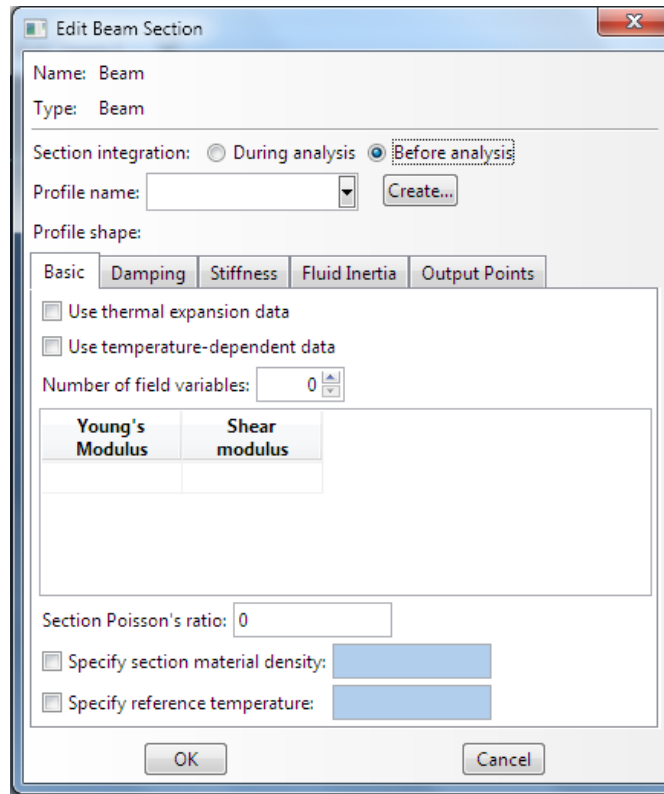 Edit Beam Section
Name: Beam
Type: Beam
Section integration: During analysis Before analysis
Profile name: Create...
Profile shape:
Basic Damping Stiffness Fluid Inertia Output Points
Use thermal expansion data
Use temperature-dependent data
Number of field variables: 0
Young's Shear
Modulus modulus
Section Poisson's ratio: 0
Specify section material density:
Specify reference temperature:
OK Cancel